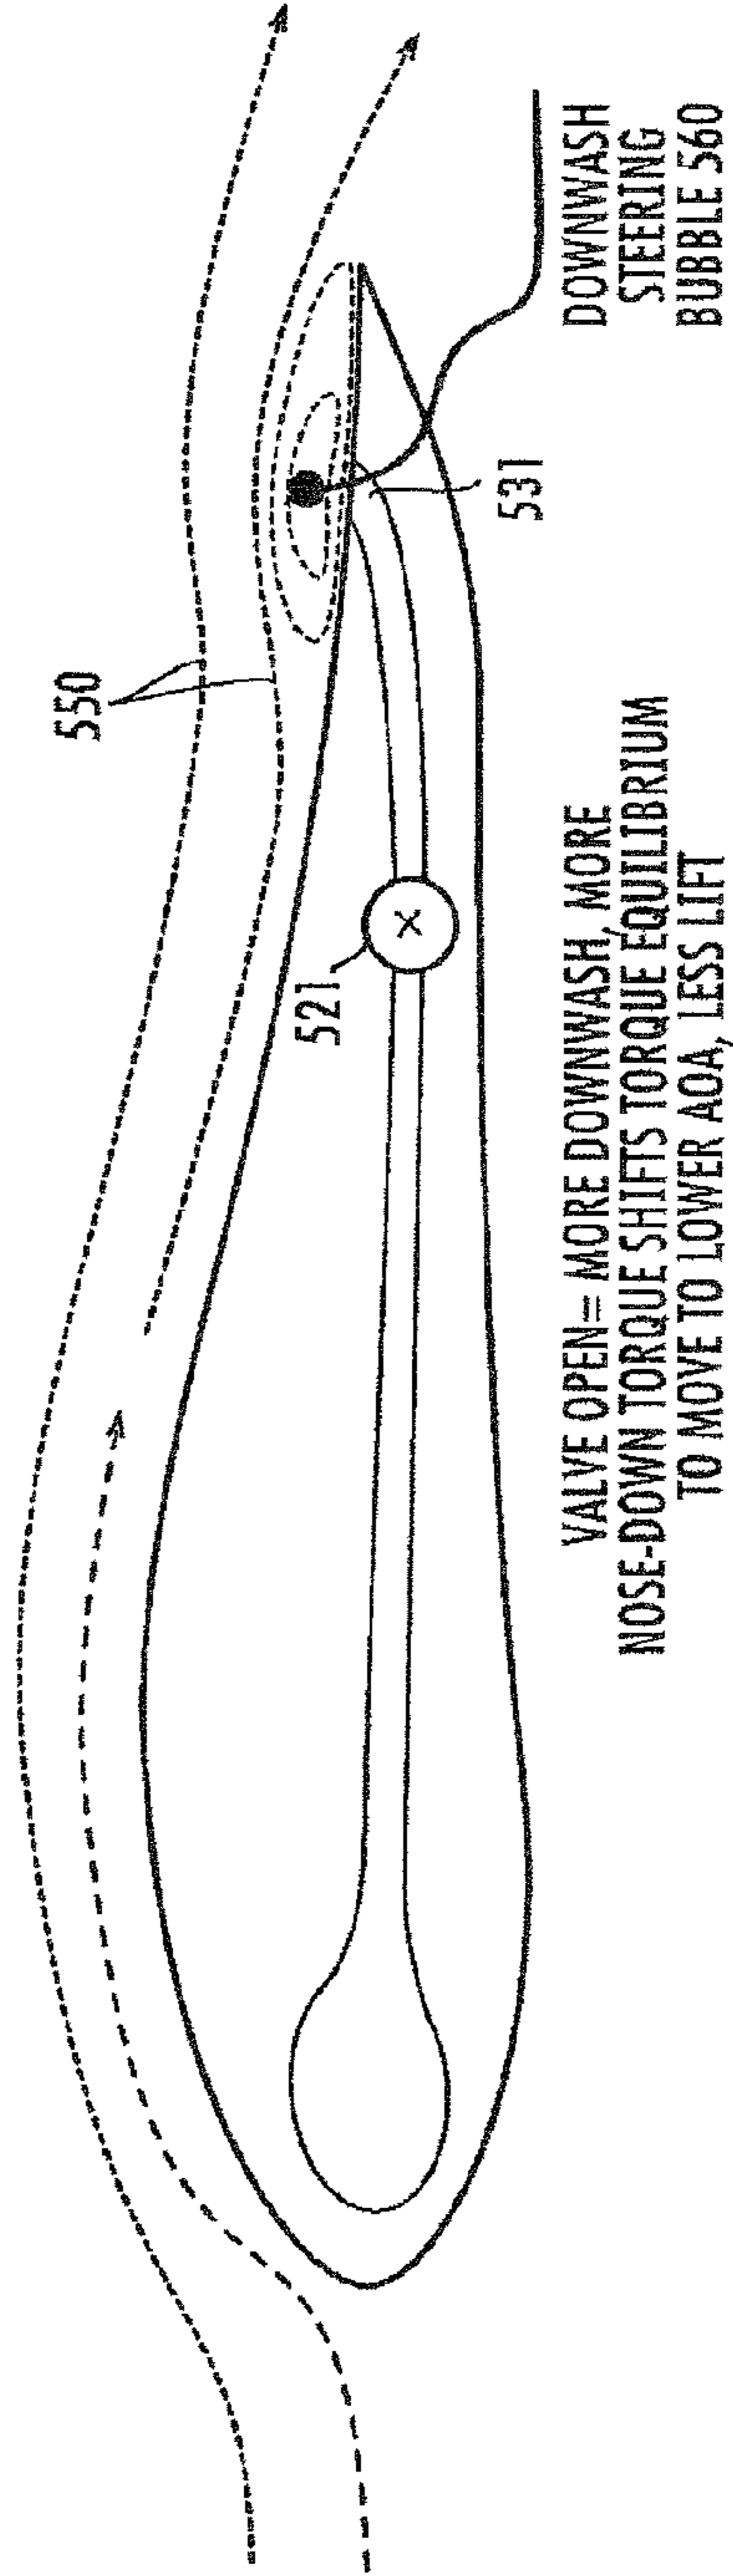 550
521
531
DOWNWASH
STEERING
BUBBLE 560
VALVE OPEN= MORE DOWNWASH, MORE
NOSE-DOWN TORQUE SHIFTS TORQUE EQUILIBRIUM
TO MOVE TO LOWER AOA, LESS LIFT
X